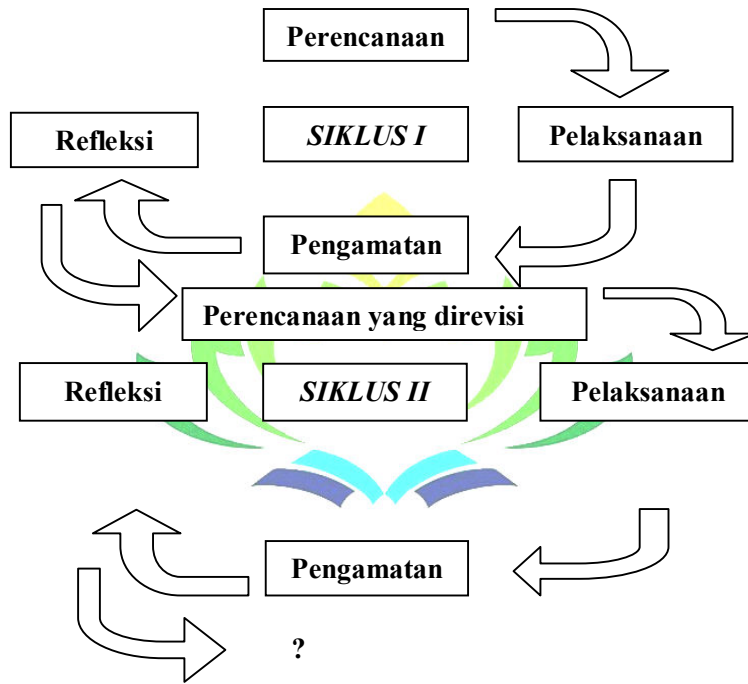 Perencanaan
Refleksi
SIKLUS I
Pelaksanaan
Pengamatan
Perencanaan yang direvisi
Refleksi
SIKLUS II
Pelaksanaan
Pengamatan
?